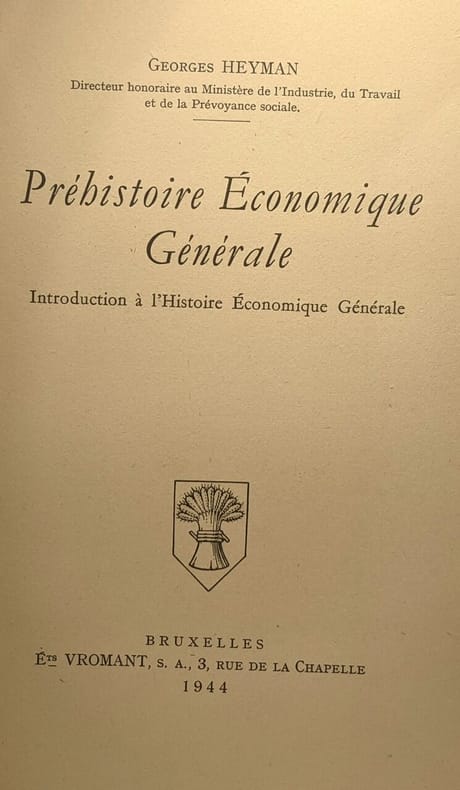 Georges HEYMAN
Directeur honoraire au Ministère de l'Industrie, du Travail
et de la Prévoyance sociale.
Préhistoire Économique
Générale
Introduction à l'Histoire Économique Générale
BRUXELLES
Éts VROMANT, s. a., 3, rue de la Chapelle
1944